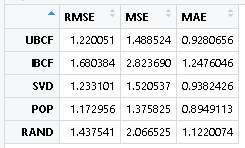 RMSE MSE MAE
UBCF 1.220051 1.488524 0.9280656
IBCF 1.680384 2.823690 1.2476046
SVD 1.233101 1.520537 0.9382426
POP 1.172956 1.375825 0.8949113
RAND 1.437541 2.066525 1.1220074